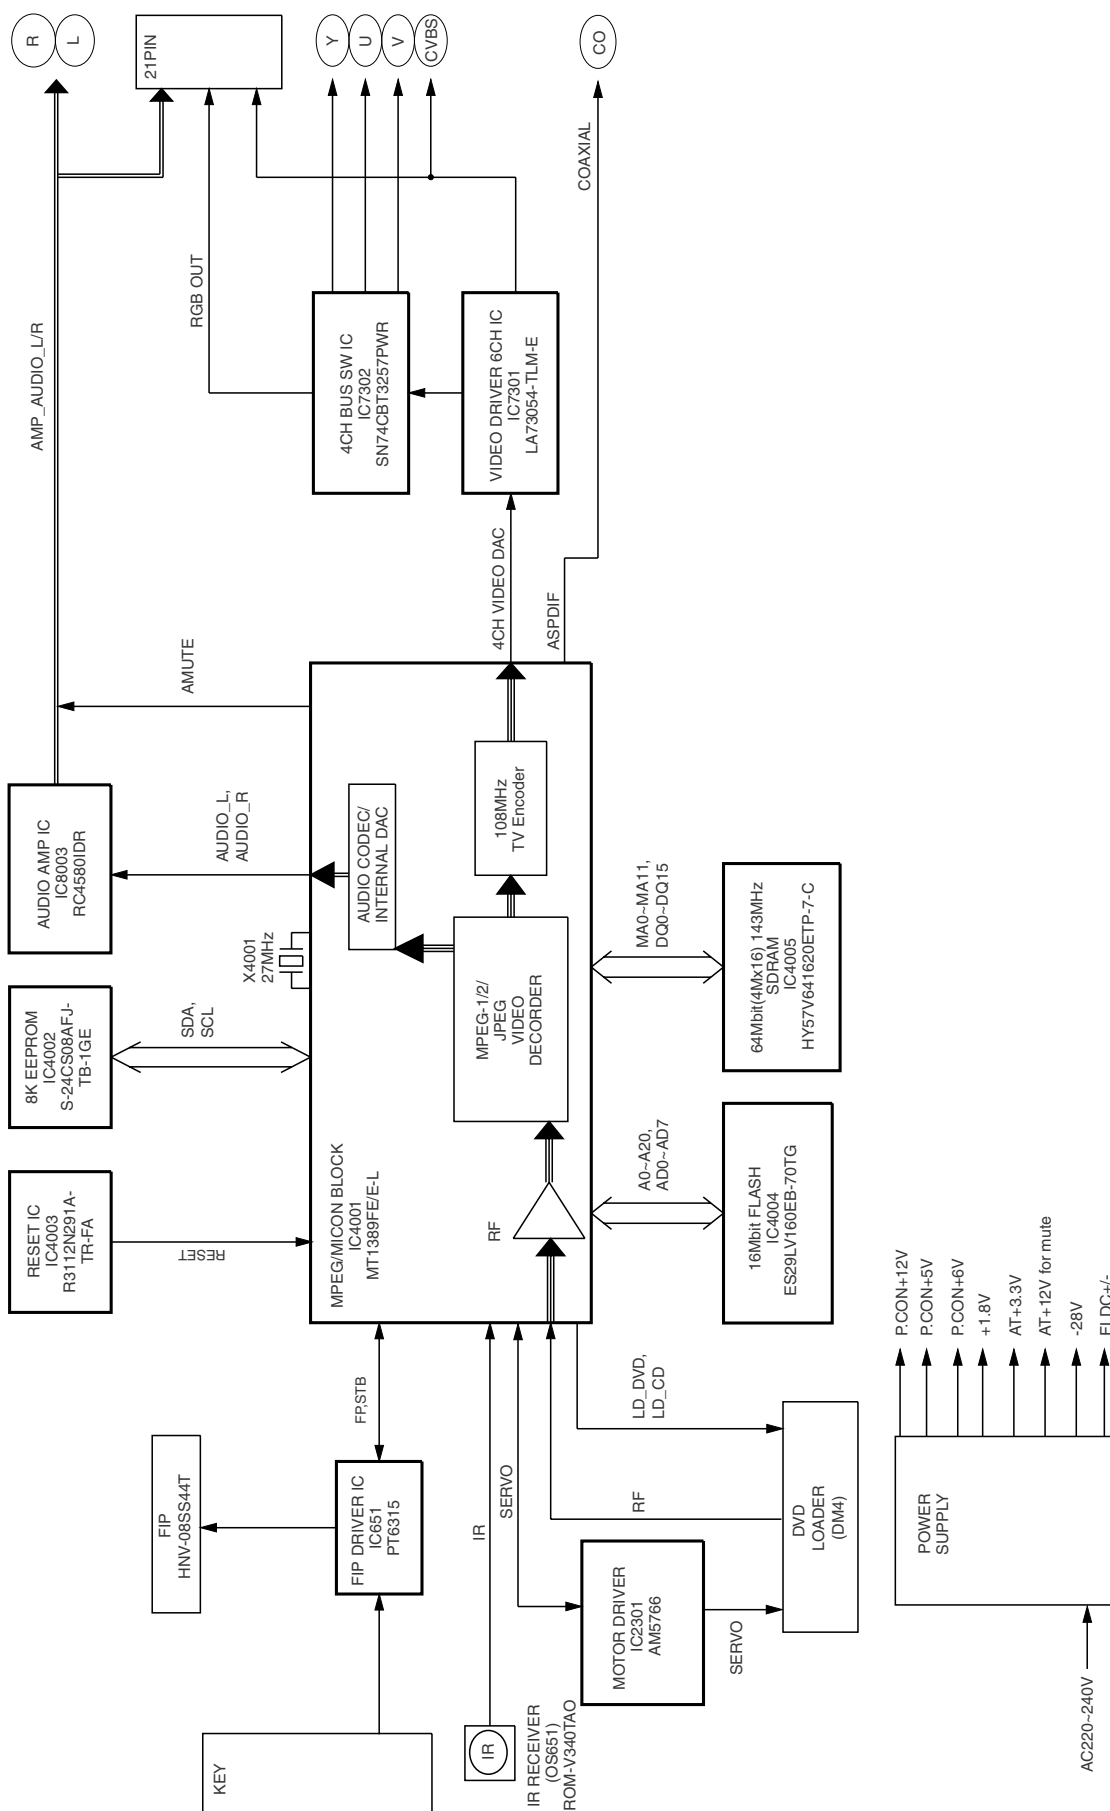 KEY
IR
IR RECEIVER
(OS651)
ROM-V340TAO
FIP
HNV-08SS44T
FIP DRIVER IC
IC651
PT6315
FP,STB
IR
SERVO
MOTOR DRIVER
IC2301
AM5766
SERVO
RF
LD_DVD,
LD_CD
DVD
LOADER
(DM4)
AC220~240V
POWER
SUPPLY
P.CON+12V
P.CON+5V
P.CON+6V
+1.8V
AT+3.3V
AT+12V for mute
-28V
FLDC+/-
RESET IC
IC4003
R3112N291A-
TR-FA
RESET
8K EEPROM
IC4002
S-24CS08AFJ-
TB-1GE
SDA,
SCL
X4001
27MHz
AUDIO AMP IC
IC8003
RC4580IDR
AUDIO_L,
AUDIO_R
AMUTE
MPEG/MICON BLOCK
IC4001
MT1389FE/E-L
RF
MPEG-1/2/
JPEG
VIDEO
DECORDER
AUDIO CODEC/
INTERNAL DAC
108MHz
TV Encoder
A0~A20,
AD0~AD7
16Mbit FLASH
IC4004
ES29LV160EB-70TG
MA0~MA11,
DQ0~DQ15
64Mbit(4Mx16) 143MHz
SDRAM
IC4005
HY57V641620ETP-7-C
4CH VIDEO DAC
ASPDIF
4CH BUS SW IC
IC7302
SN74CBT3257PWR
VIDEO DRIVER 6CH IC
IC7301
LA73054-TLM-E
AMP_AUDIO_L/R
RGB OUT
COAXIAL
R
L
21PIN
Y
U
V
CVBS
CO